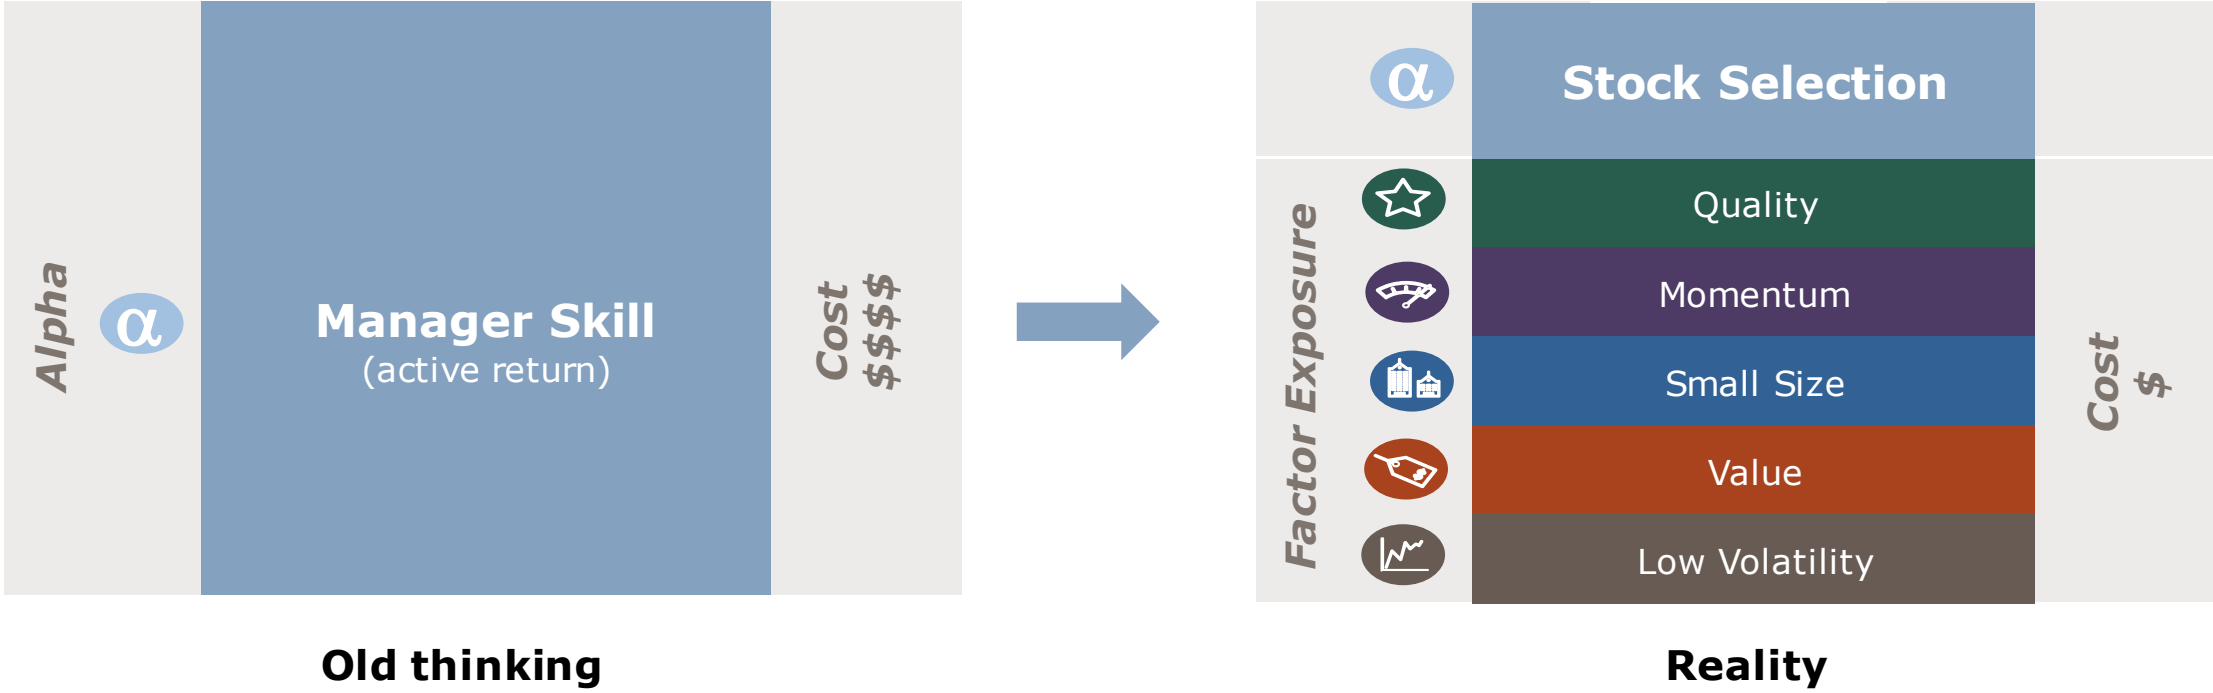 Alpha
α
Manager Skill
(active return)
Cost
$$$$
Old thinking
α
Stock Selection
Factor Exposure
Quality
Momentum
Small Size
Value
Low Volatility
Cost
$
Reality